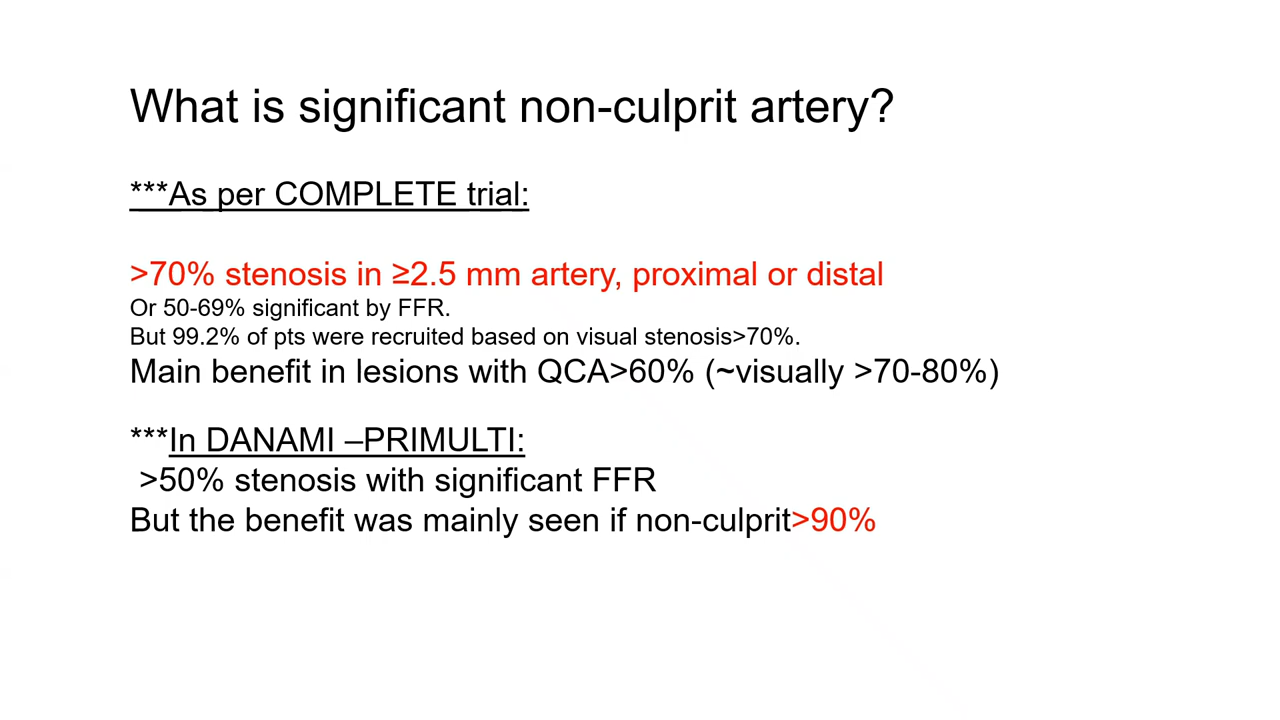 What is significant non-culprit artery?
***As per COMPLETE trial:
>70% stenosis in ≥2.5 mm artery, proximal or distal
Or 50-69% significant by FFR.
But 99.2% of pts were recruited based on visual stenosis>70%.
Main benefit in lesions with QCA>60% (~visually >70-80%)
***In DANAMI –PRIMULTI:
>50% stenosis with significant FFR
But the benefit was mainly seen if non-culprit>90%